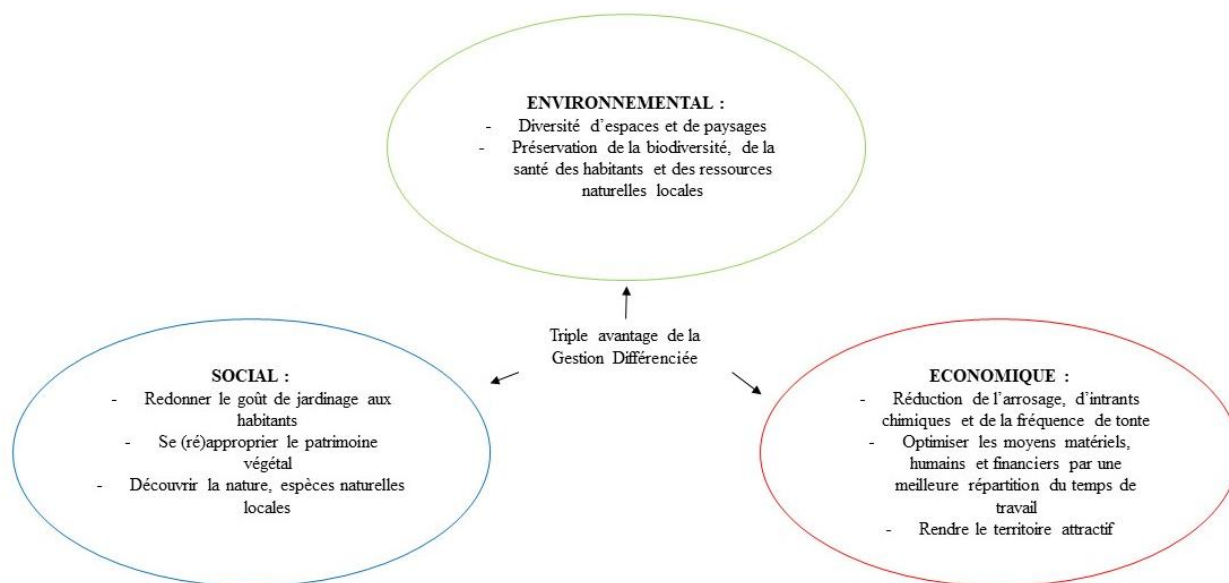 ENVIRONNEMENTAL :
- Diversité d’espaces et de paysages
- Préservation de la biodiversité, de la
santé des habitants et des ressources
naturelles locales
Triple avantage de la
Gestion Différenciée
SOCIAL :
- Redonner le goût de jardinage aux
habitants
- Se (ré)approprier le patrimoine
végétal
- Découvrir la nature, espèces naturelles
locales
ECONOMIQUE :
- Réduction de l’arrosage, d’intrants
chimiques et de la fréquence de tonte
- Optimiser les moyens matériels,
humains et financiers par une
meilleure répartition du temps de
travail
- Rendre le territoire attractif